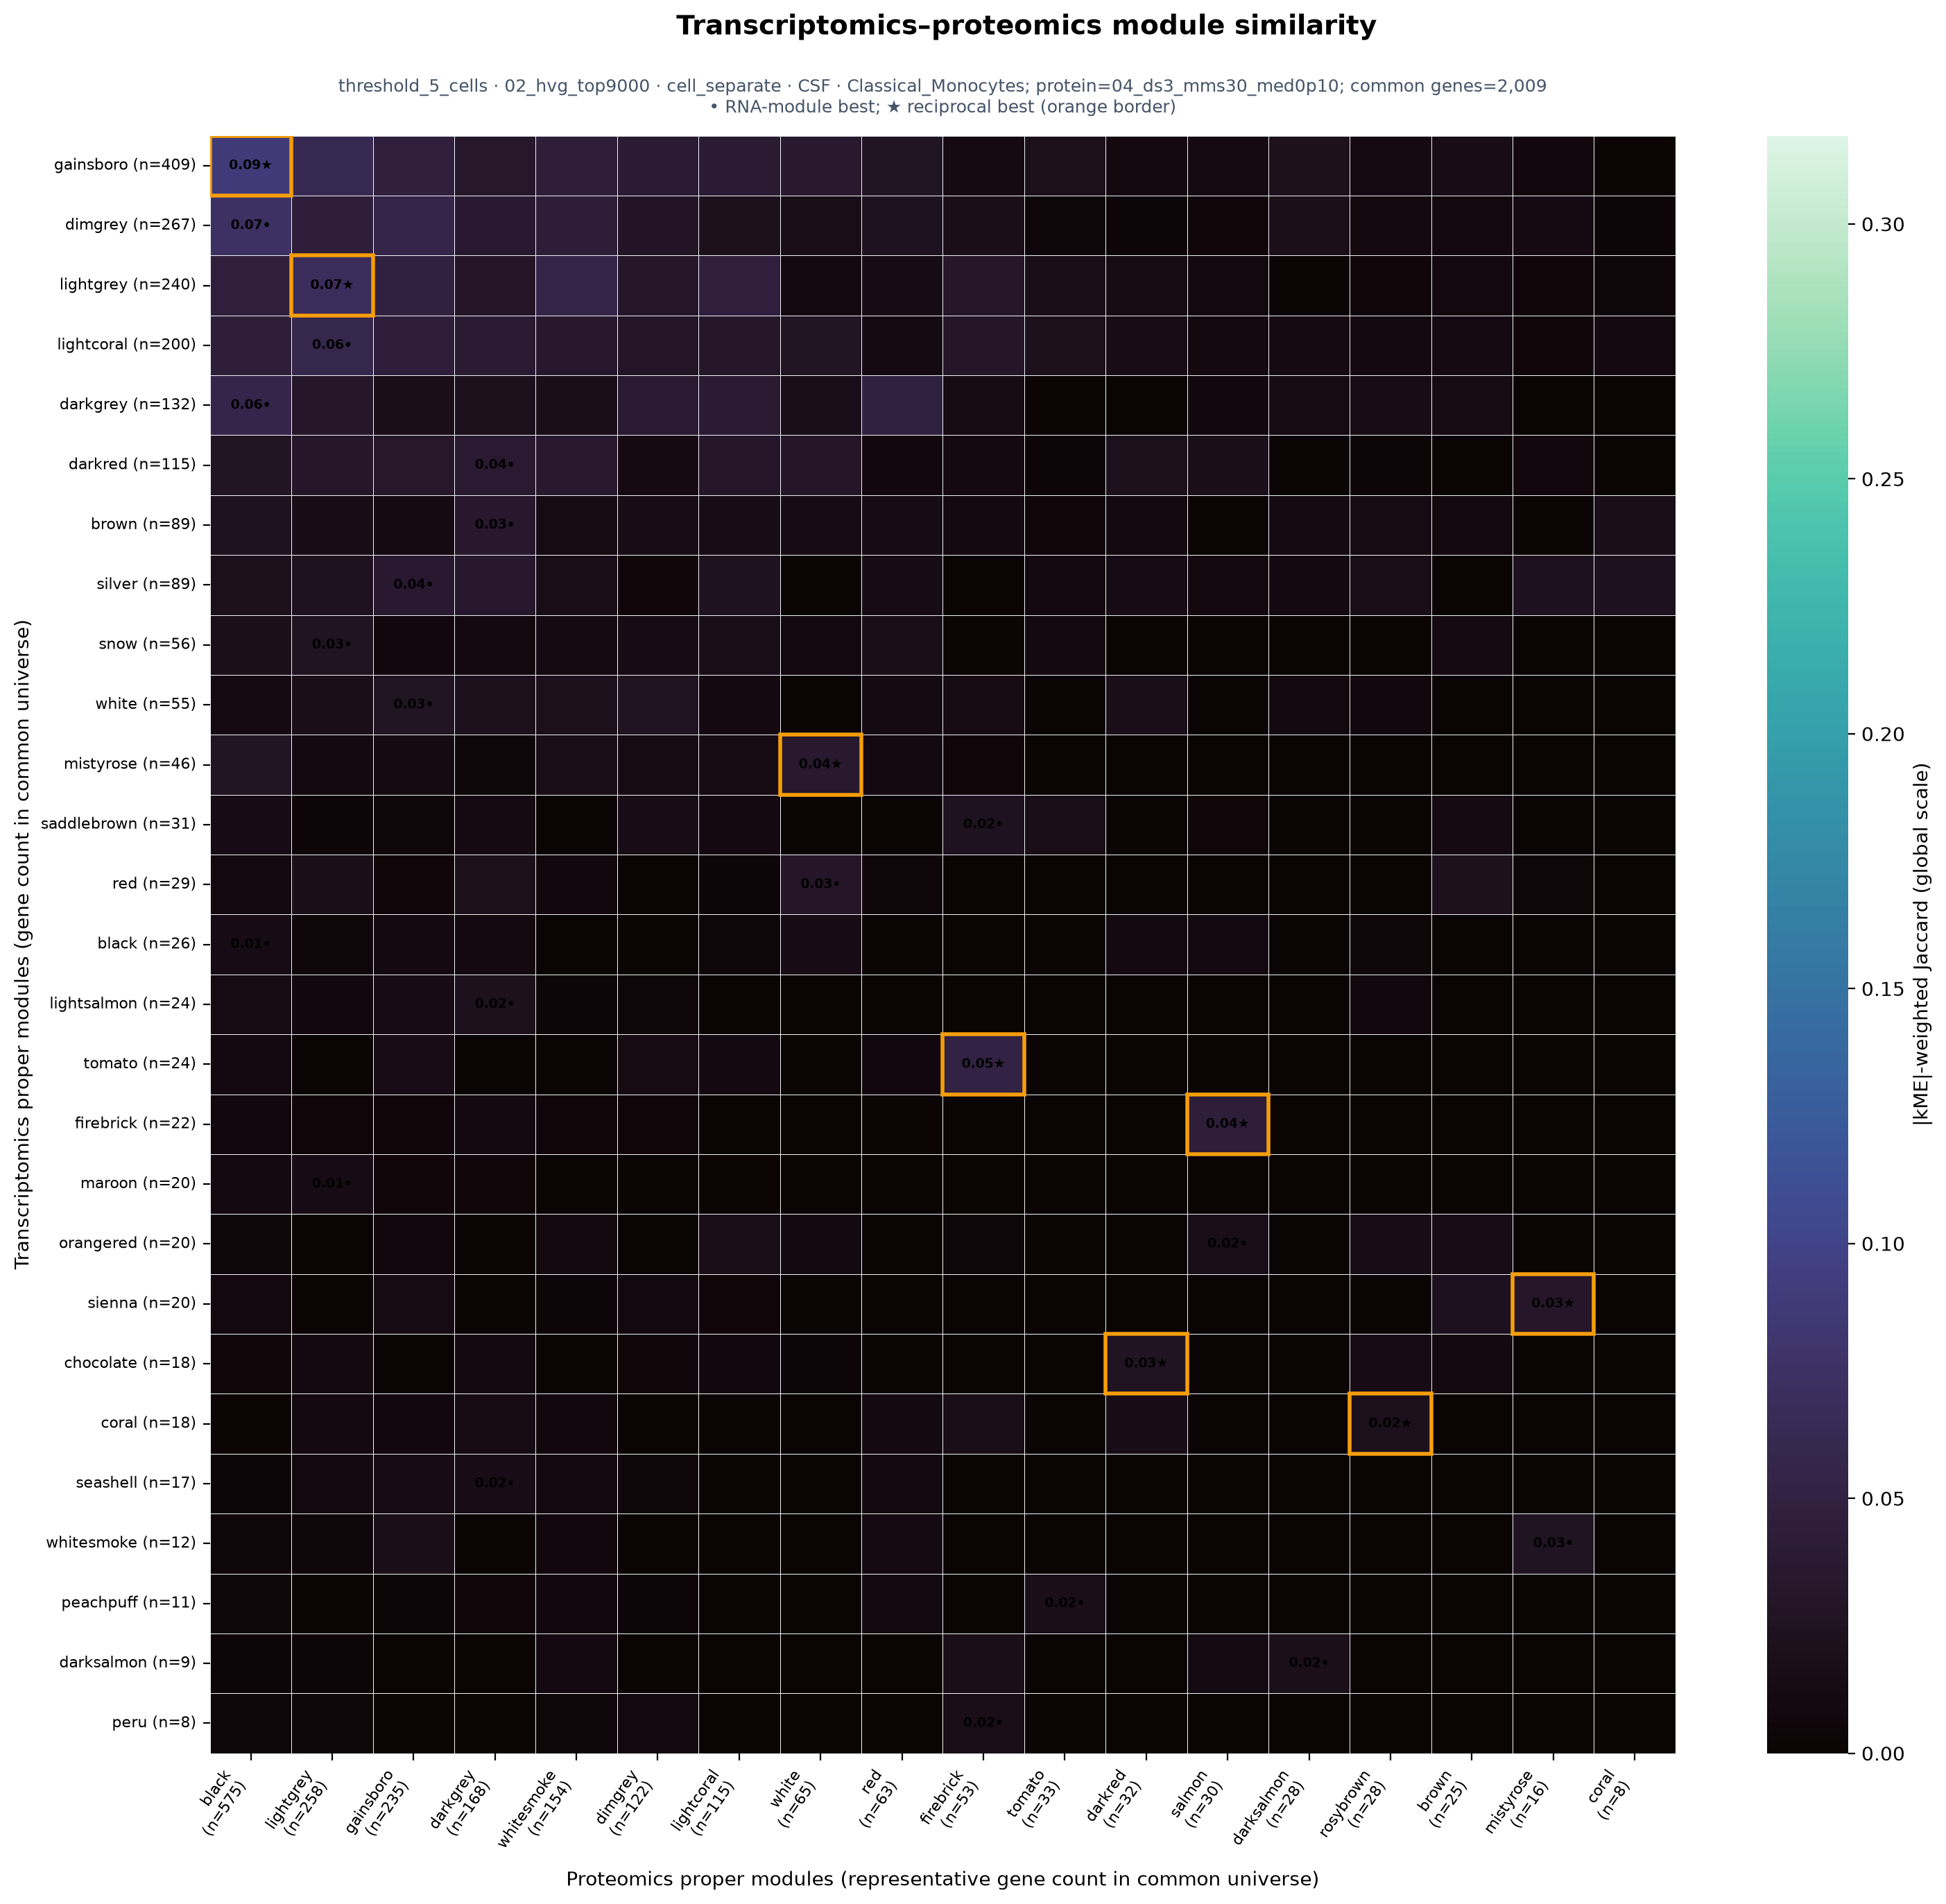 Transcriptomics–proteomics module similarity
threshold_5_cells · 02_hvg_top9000 · cell_separate · CSF · Classical_Monocytes; protein=04_ds3_mms30_med0p10; common genes=2,009
• RNA-module best; ★ reciprocal best (orange border)
Transcriptomics proper modules (gene count in common universe)
gainsboro (n=409)
0.09★
dimgrey (n=267)
0.07•
lightgrey (n=240)
0.07★
lightcoral (n=200)
0.06•
darkgrey (n=132)
0.06•
darkred (n=115)
0.04•
brown (n=89)
0.03•
silver (n=89)
0.04•
snow (n=56)
0.03•
white (n=55)
0.03•
mistyrose (n=46)
0.04★
saddlebrown (n=31)
0.02•
red (n=29)
0.03•
black (n=26)
0.01•
lightsalmon (n=24)
0.02•
tomato (n=24)
0.05★
firebrick (n=22)
0.04★
maroon (n=20)
0.01•
orangered (n=20)
0.02•
sienna (n=20)
0.03★
chocolate (n=18)
0.03★
coral (n=18)
0.02★
seashell (n=17)
0.02•
whitesmoke (n=12)
0.03•
peachpuff (n=11)
0.02•
darksalmon (n=9)
0.02•
peru (n=8)
0.02•
black
(n=575)
lightgrey
(n=258)
gainsboro
(n=235)
darkgrey
(n=168)
whitesmoke
(n=154)
dimgrey
(n=122)
lightcoral
(n=115)
white
(n=65)
red
(n=63)
firebrick
(n=53)
tomato
(n=33)
darkred
(n=32)
salmon
(n=30)
darksalmon
(n=28)
rosybrown
(n=28)
brown
(n=25)
mistyrose
(n=16)
coral
(n=8)
Proteomics proper modules (representative gene count in common universe)
0.30
0.25
0.20
0.15
0.10
0.05
0.00
|kME|-weighted Jaccard (global scale)